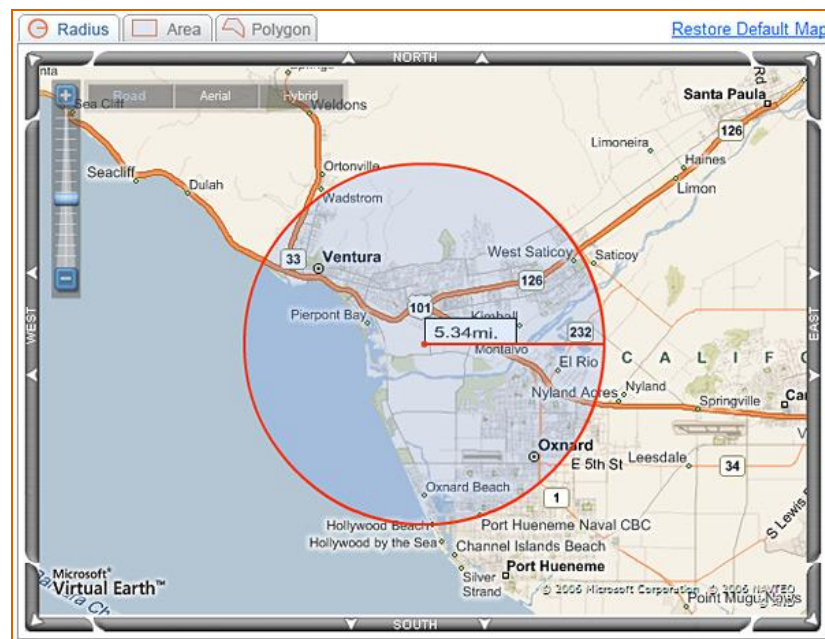 Radius Area Polygon Restore Default Map
NORTH
Road Aerial Hybrid
Sea Cliff
Weldons
Santa Paula
Rd
126
Limoneira
Haines
Limon
Seacliff
Dulah
Ortonville
Wadstrom
33
Ventura
West Saticoy
Saticoy
126
101
Kimball
Pierpont Bay
5.34mi.
232
Montalvo
El Rio
C A L I F
Nyland Acres
Nyland
Springville
WEST
EAST
Oxnard
E 5th St
Leesdale
34
1
Oxnard Beach
S Lewis
Hollywood Beach
Port Hueneme Naval CBC
Hollywood by the Sea
Channel Islands Beach
Silver
Strand
Port Hueneme
Microsoft®
Virtual Earth™
© 2006 Microsoft Corporation © 2006 NAVTEQ
Point Mugu Naws
SOUTH